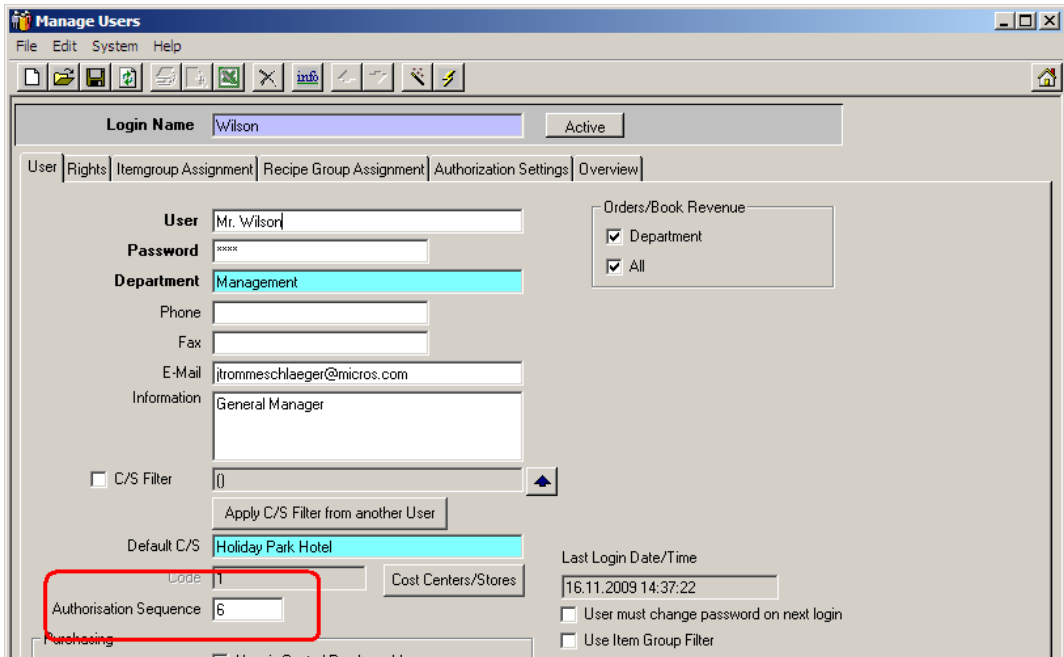 Manage Users
File Edit System Help
info
Login Name Wilson Active
User Rights Itemgroup Assignment Recipe Group Assignment Authorization Settings Overview
User Mr. Wilson
Orders/Book Revenue
Password ****
Department
Department Management
All
Phone
Fax
E-Mail jtrommeschlaeger@micros.com
Information General Manager
C/S Filter ()
Apply C/S Filter from another User
Default C/S Holiday Park Hotel
Last Login Date/Time
Code 1 Cost Centers/Stores
16.11.2009 14:37:22
Authorisation Sequence 6
User must change password on next login
Purchasing
Use Item Group Filter